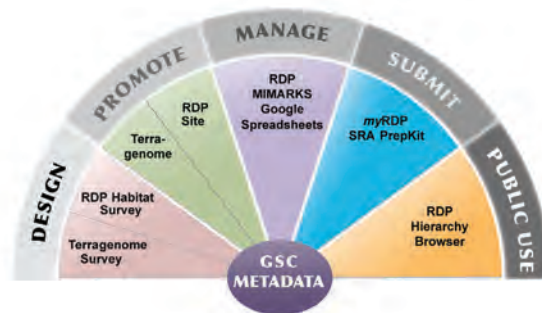 DESIGN
PROMOTE
MANAGE
SUBMIT
PUBLIC USE
Terragenome
Survey
RDP Habitat
Survey
Terra-
genome
RDP
Site
RDP
MIMARKS
Google
Spreadsheets
myRDP
SRA PrepKit
RDP
Hierarchy
Browser
GSC
METADATA